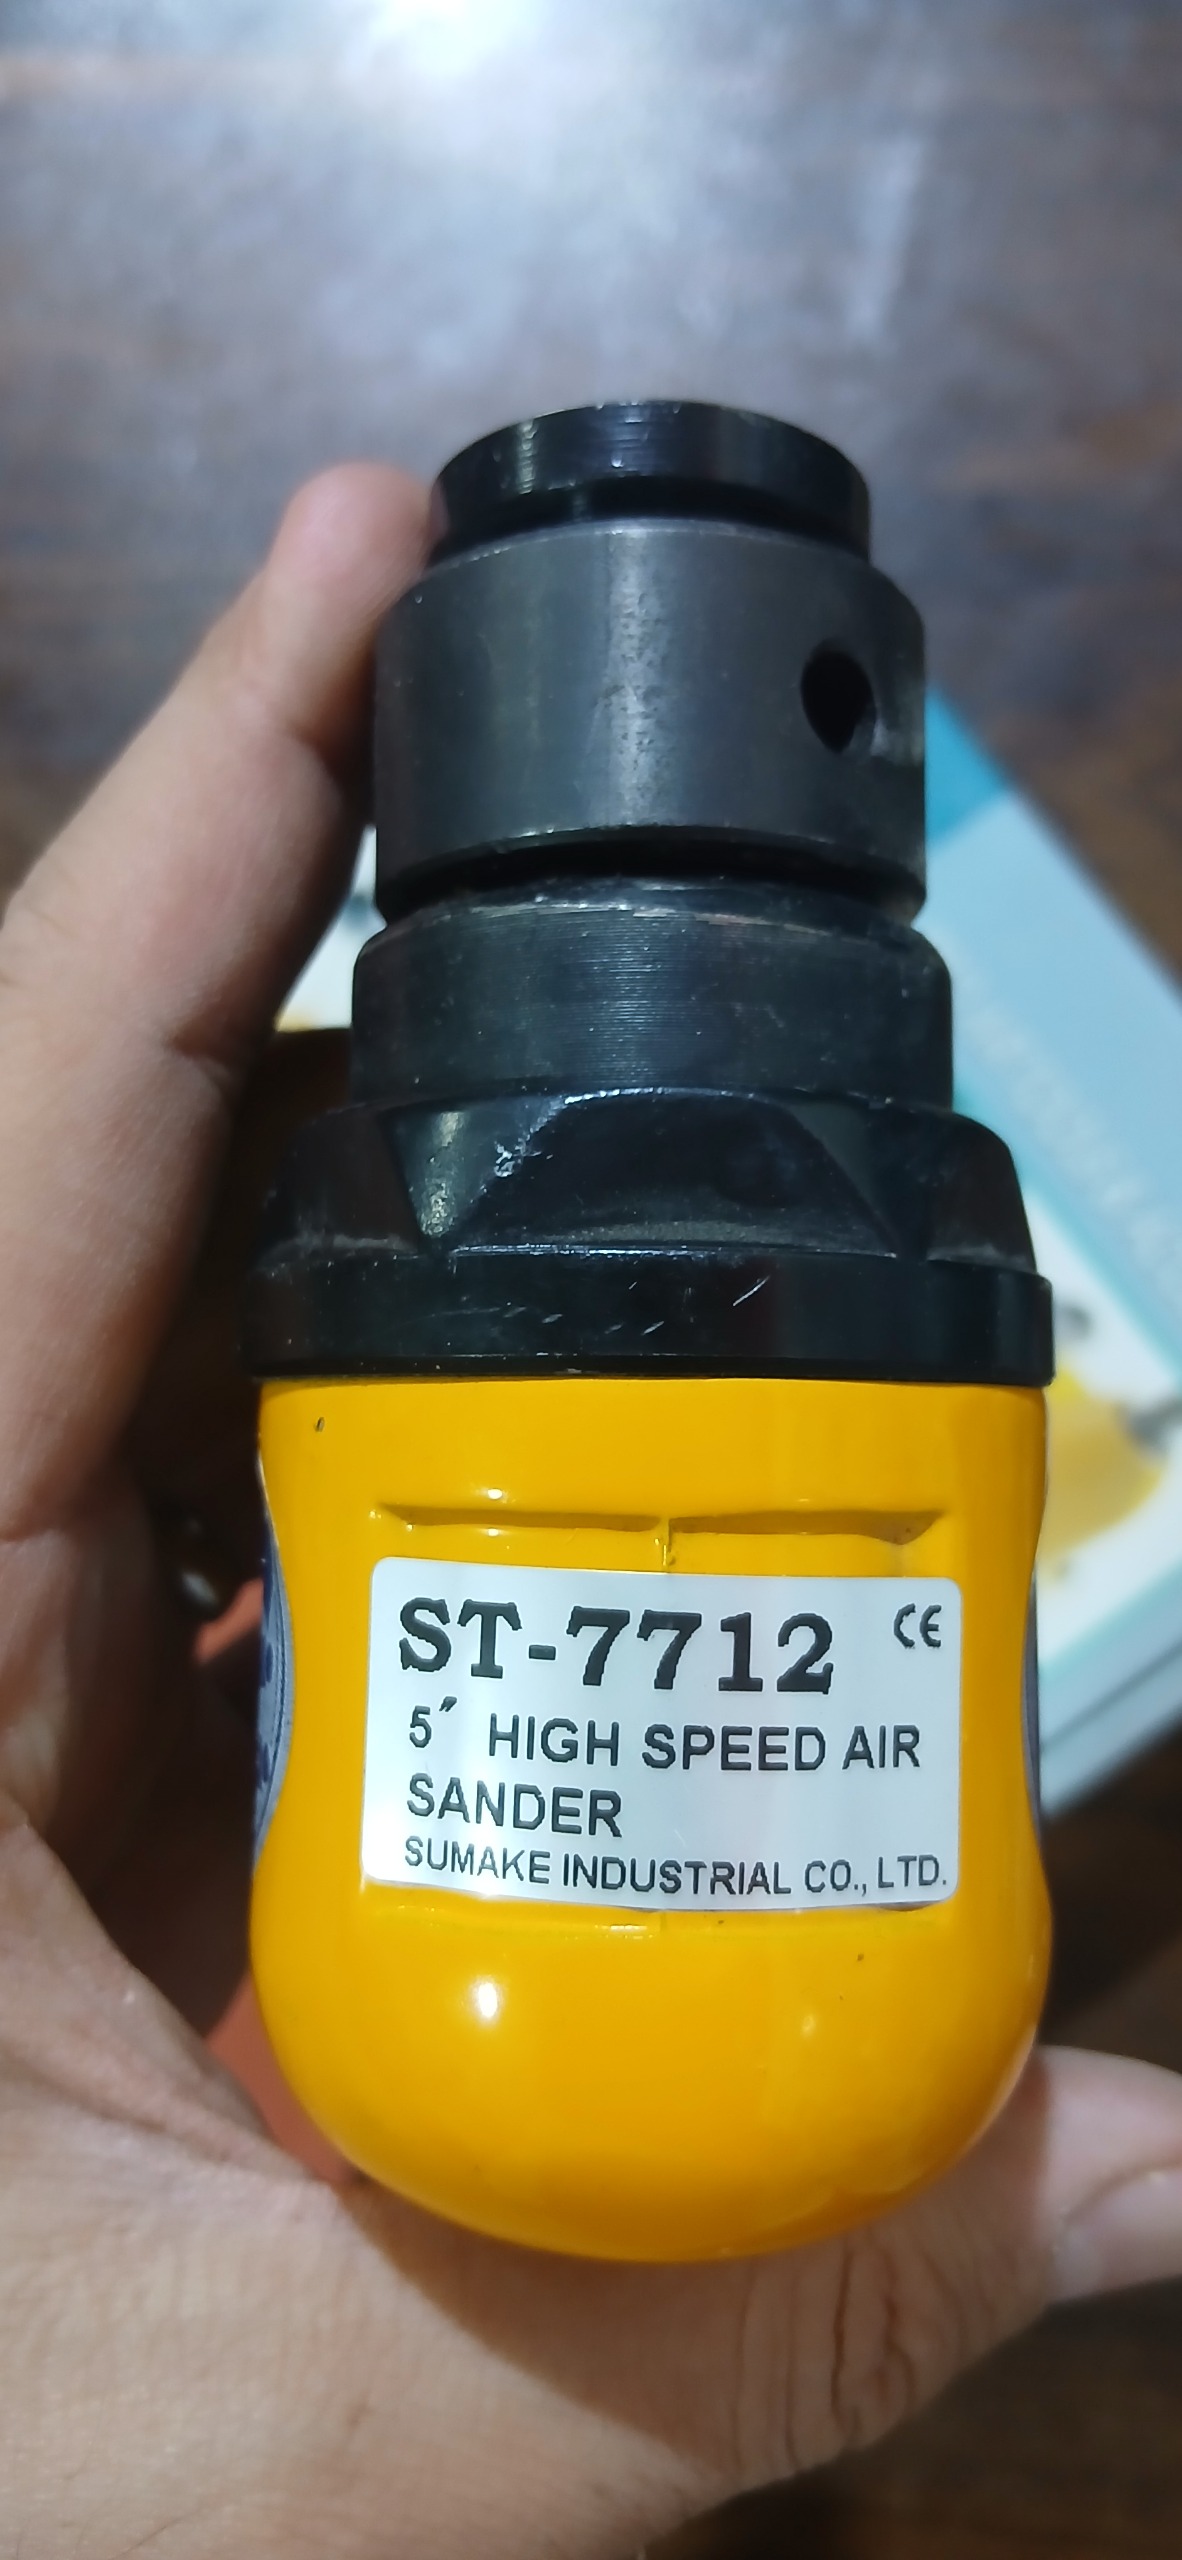 ST-7712 CE
5" HIGH SPEED AIR
SANDER
SUMAKE INDUSTRIAL CO., LTD.